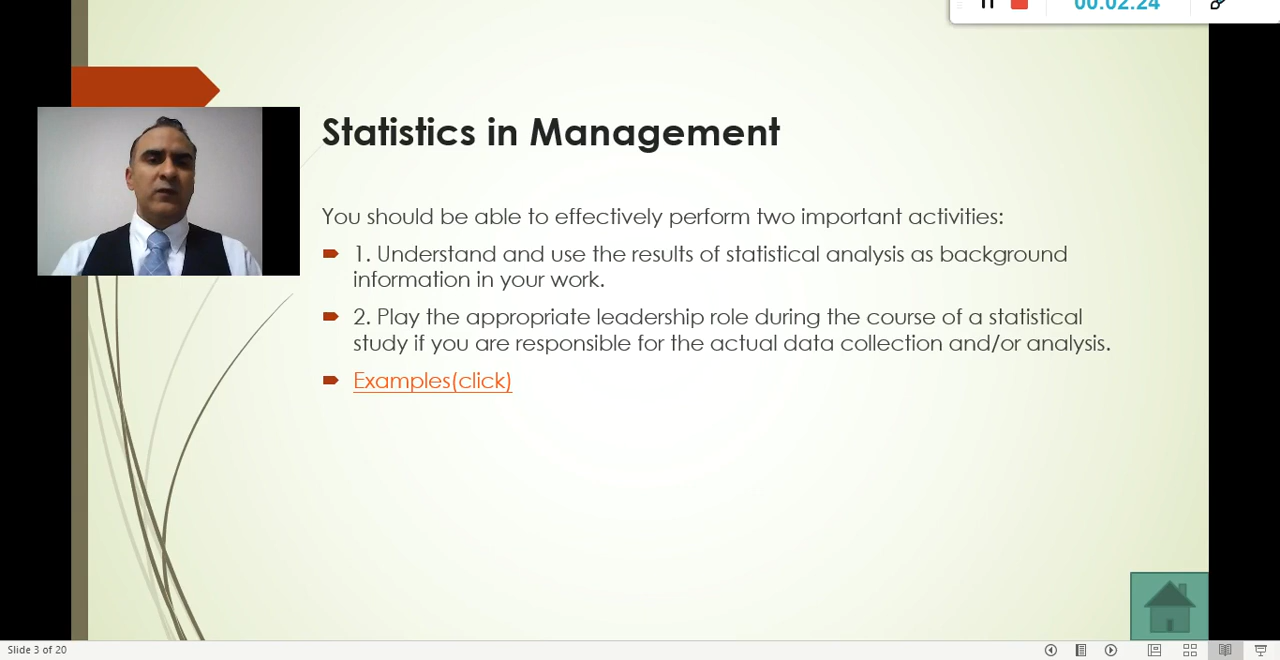 00:02:24
Statistics in Management
You should be able to effectively perform two important activities:
1. Understand and use the results of statistical analysis as background
information in your work.
2. Play the appropriate leadership role during the course of a statistical
study if you are responsible for the actual data collection and/or analysis.
Examples(click)
Slide 3 of 20